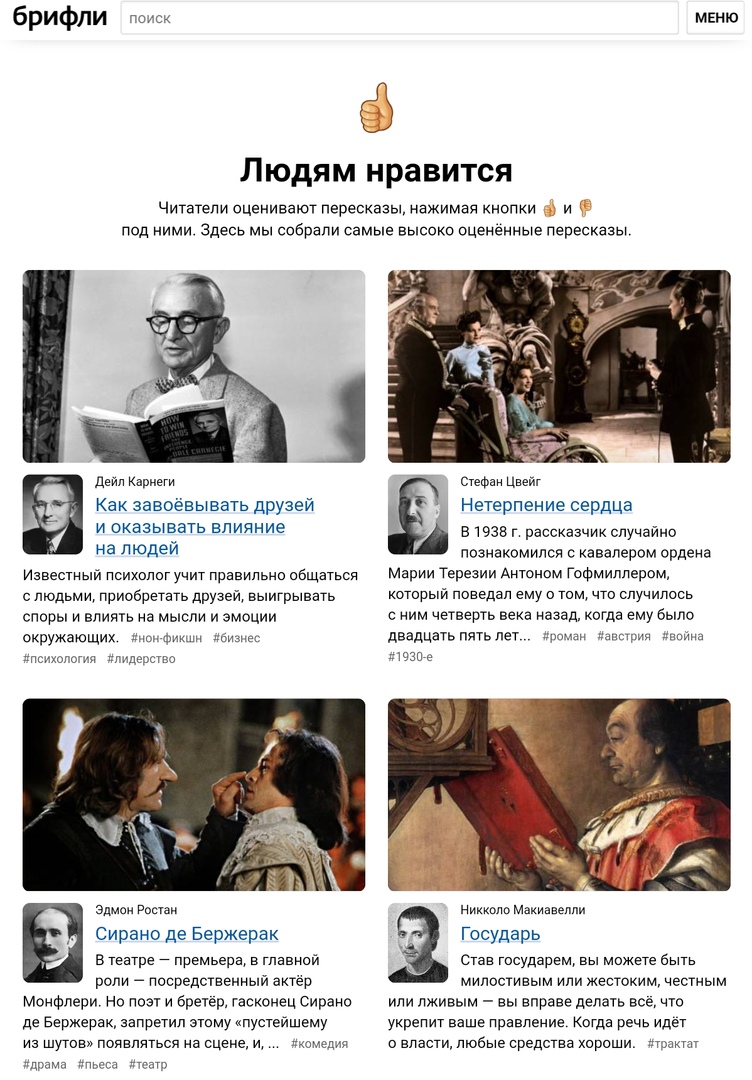 брифли
поиск
МЕНЮ
Людям нравится
Читатели оценивают пересказы, нажимая кнопки 👍 и 👎
под ними. Здесь мы собрали самые высоко оценённые пересказы.
HOW
TO WIN
FRIENDS
DALE CARNEGIE
Дейл Карнеги
Как завоёвывать друзей
и оказывать влияние
на людей
Известный психолог учит правильно общаться
с людьми, приобретать друзей, выигрывать
споры и влиять на мысли и эмоции
окружающих. #нон-фикшн #бизнес
#психология #лидерство
Стефан Цвейг
Нетерпение сердца
В 1938 г. рассказчик случайно
познакомился с кавалером ордена
Марии Терезии Антоном Гофмиллером,
который поведал ему о том, что случилось
с ним четверть века назад, когда ему было
двадцать пять лет... #роман #австрия #война
#1930-е
Эдмон Ростан
Сирано де Бержерак
В театре — премьера, в главной
роли — посредственный актёр
Монфлери. Но поэт и бретёр, гасконец Сирано
де Бержерак, запретил этому «пустейшему
из шутов» появляться на сцене, и, ... #комедия
#драма #пьеса #театр
Никколо Макиавелли
Государь
Став государем, вы можете быть
милостивым или жестоким, честным
или лживым — вы вправе делать всё, что
укрепит ваше правление. Когда речь идёт
о власти, любые средства хороши. #трактат